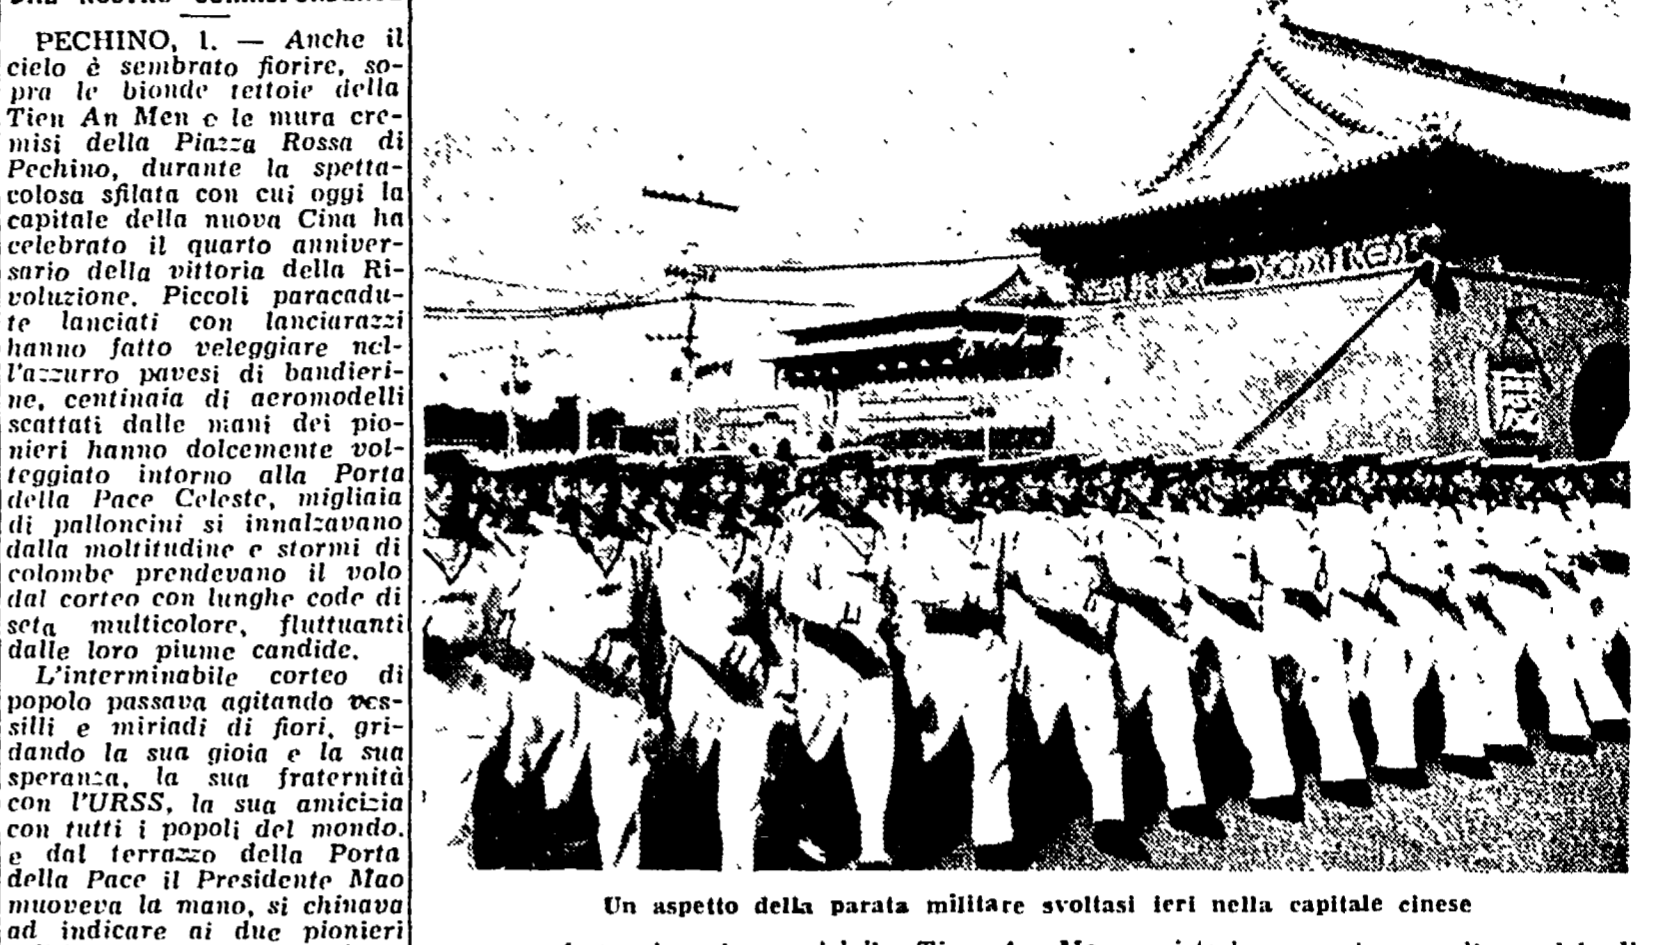 PECHINO, 1. — Anche il
cielo è sembrato fiorire, so-
pra le bionde tettoie della
Tien An Men e le mura cre-
misi della Piazza Rossa di
Pechino, durante la spetta-
colosa sfilata con cui oggi la
capitale della nuova Cina ha
celebrato il quarto anniver-
sario della vittoria della Ri-
voluzione. Piccoli paracadu-
te lanciati con lanciarazzi
hanno fatto veleggiare nel-
l'azzurro pavesi di bandieri-
ne, centinaia di aeromodelli
scattati dalle mani dei pio-
nieri hanno dolcemente vol-
teggiato intorno alla Porta
della Pace Celeste, migliaia
di palloncini si innalzavano
dalla moltitudine e stormi di
colombe prendevano il volo
dal corteo con lunghe code di
seta multicolore, fluttuanti
dalle loro piume candide.
L'interminabile corteo di
popolo passava agitando ves-
silli e miriadi di fiori, gri-
dando la sua gioia e la sua
speranza, la sua fraternità
con l'URSS, la sua amicizia
con tutti i popoli del mondo.
e dal terrazzo della Porta
della Pace il Presidente Mao
muoveva la mano, si chinava
ad indicare ai due pionieri
Un aspetto della parata militare svoltasi ieri nella capitale cinese